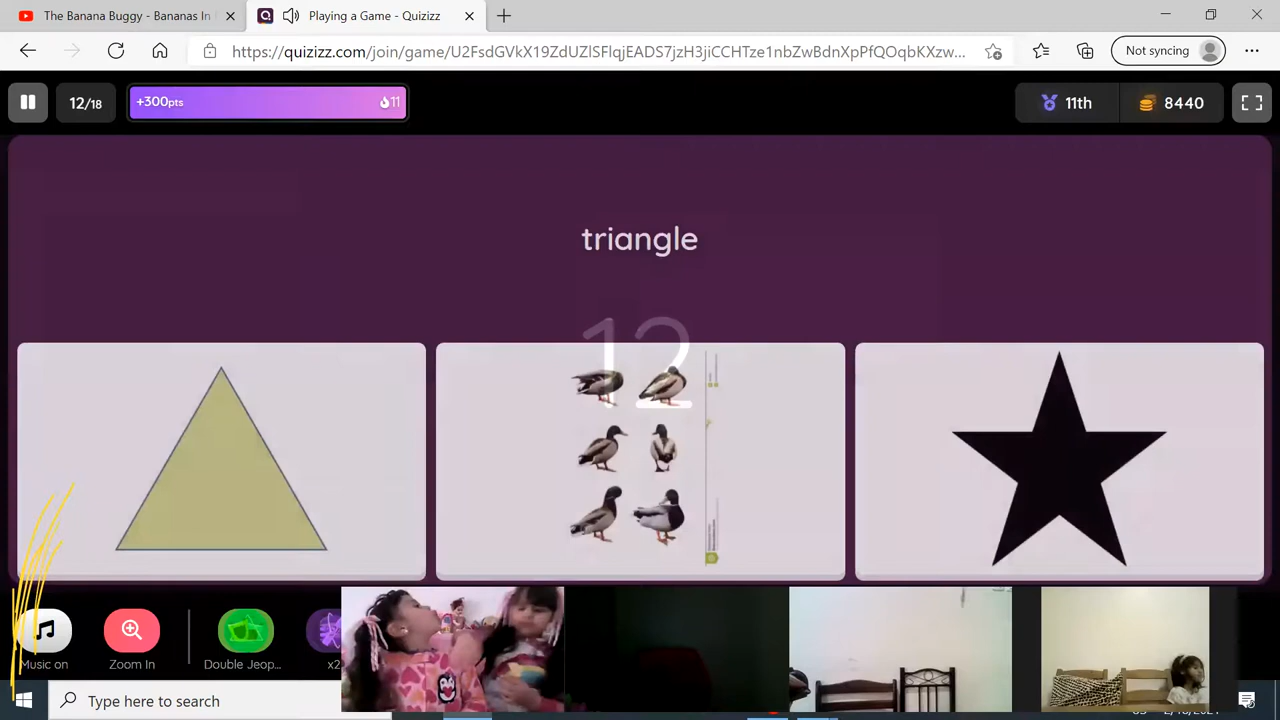 The Banana Buggy - Bananas In
Playing a Game - Quizizz
https://quizizz.com/join/game/U2FsdGVkX19ZdUZlSFlqjEADS7jzH3jiCCHTze1nbZwBdnXpPfQOqbKXzw...
Not syncing
12/18
+300pts
11
11th
8440
triangle
12
Music on
Zoom In
Double Jeop...
x2
Type here to search